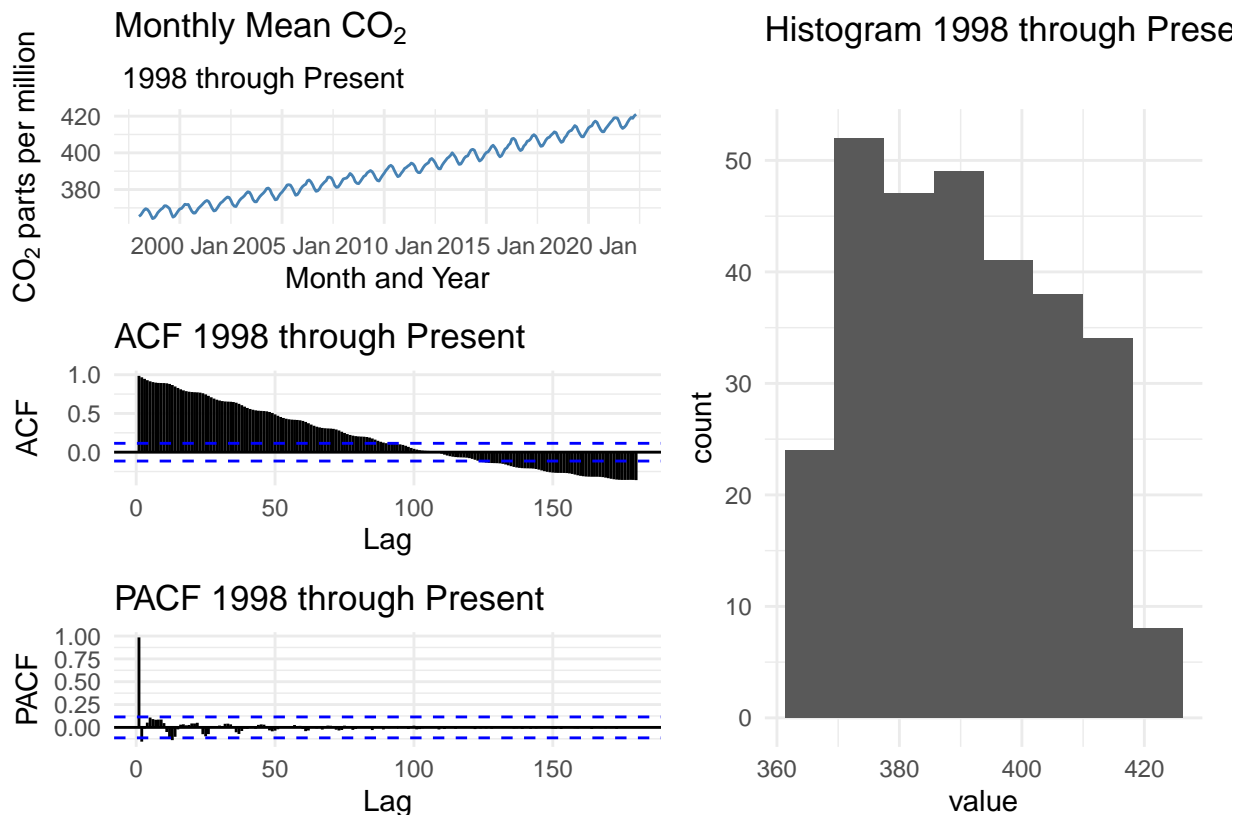 Monthly Mean CO₂
1998 through Present
CO₂ parts per million
420
400
380
2000 Jan 2005 Jan 2010 Jan 2015 Jan 2020 Jan
Month and Year
ACF 1998 through Present
ACF
1.0
0.5
0.0
0 50 100 150
Lag
PACF 1998 through Present
PACF
1.00
0.75
0.50
0.25
0.00
0 50 100 150
Lag
Histogram 1998 through Prese
count
50
40
30
20
10
0
360 380 400 420
value